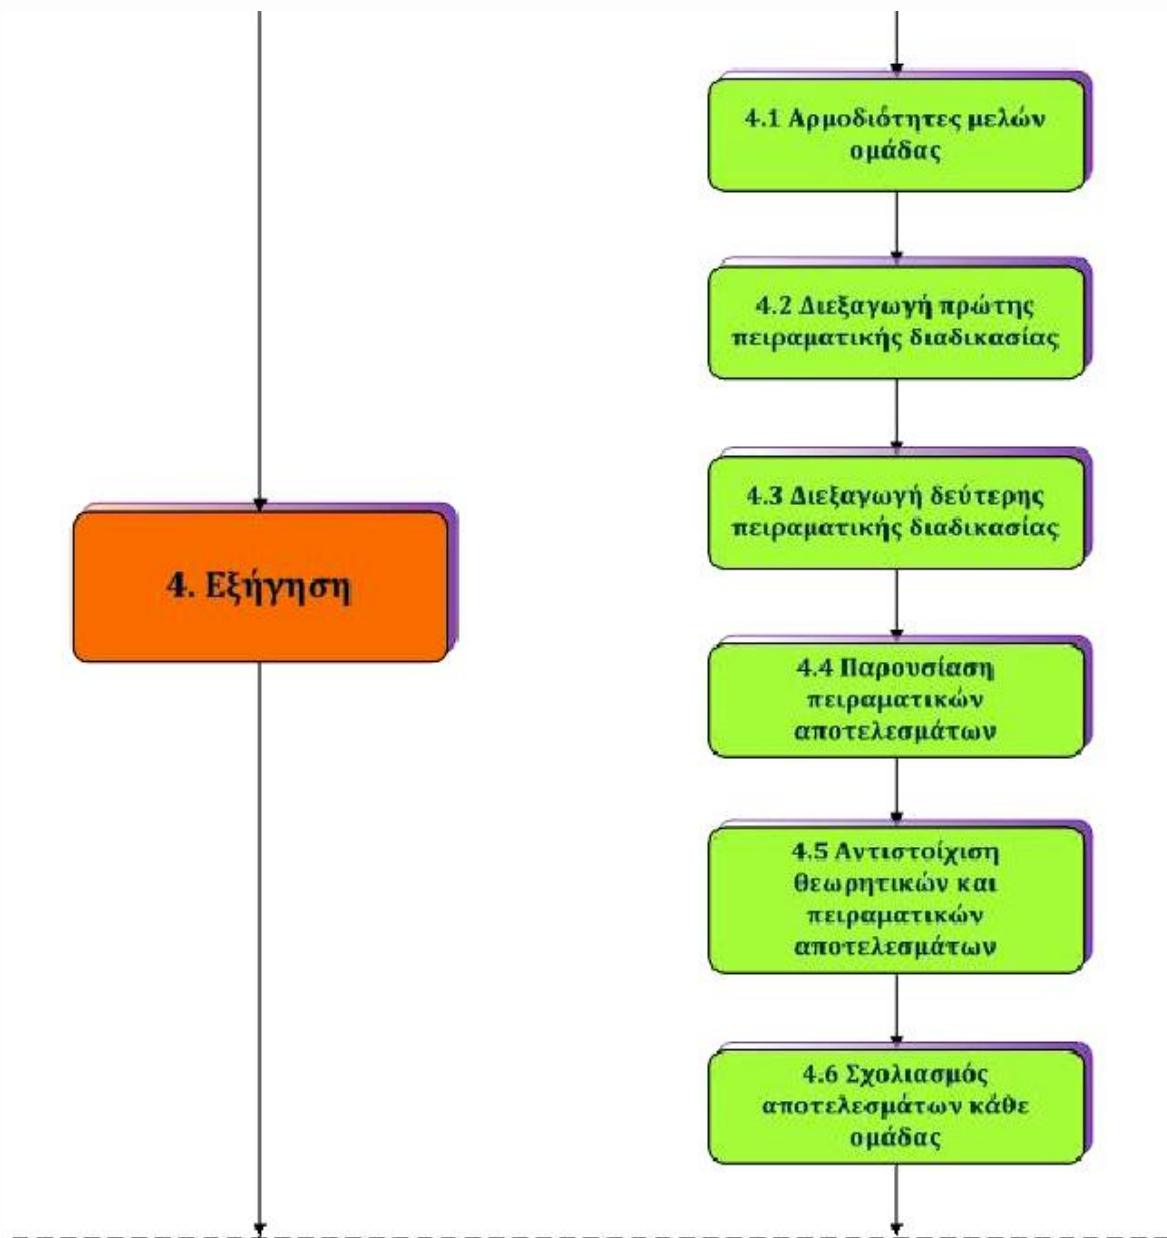 4.1 Αρμοδιότητες μελών
ομάδας
4.2 Διεξαγωγή πρώτης
πειραματικής διαδικασίας
4.3 Διεξαγωγή δεύτερης
πειραματικής διαδικασίας
4. Εξήγηση
4.4 Παρουσίαση
πειραματικών
αποτελεσμάτων
4.5 Αντιστοίχιση
θεωρητικών και
πειραματικών
αποτελεσμάτων
4.6 Σχολιασμός
αποτελεσμάτων κάθε
ομάδας